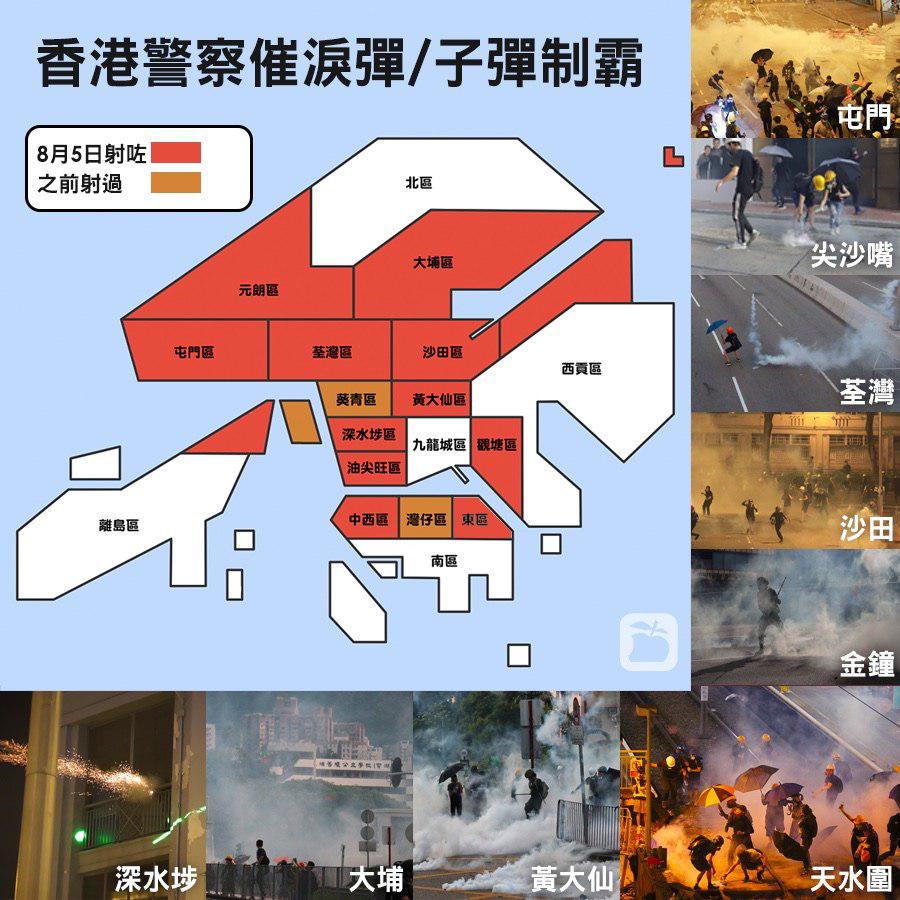 香港警察催淚彈/子彈制霸
8月5日射咗
之前射過
北區
大埔區
元朗區
屯門區
荃灣區
沙田區
西貢區
葵青區
黃大仙區
深水埗區
九龍城區
觀塘區
油尖旺區
離島區
中西區
灣仔區
東區
南區
屯門
尖沙嘴
荃灣
沙田
金鐘
深水埗
大埔
黃大仙
天水圍